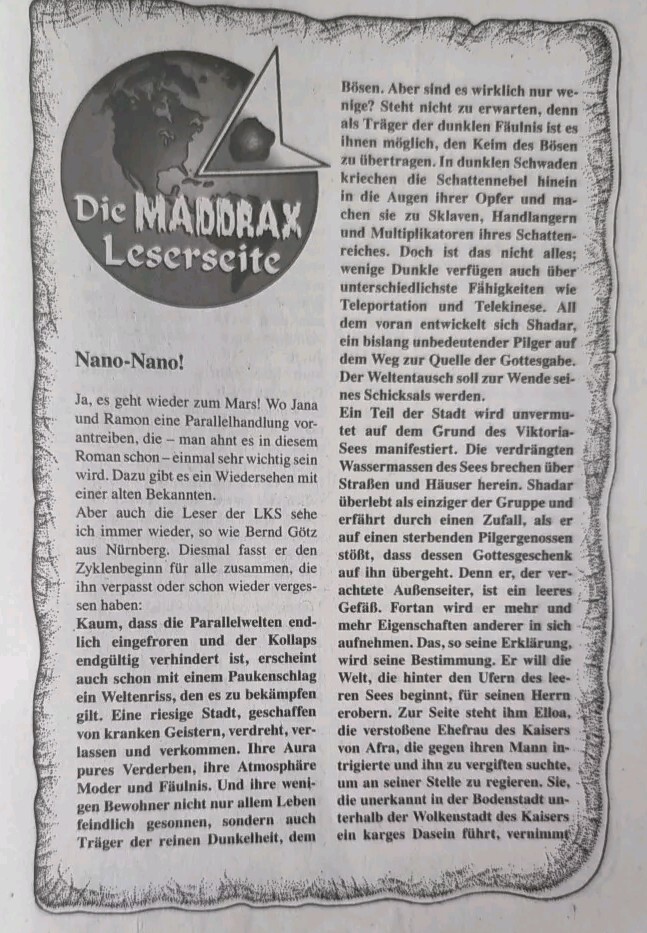 Die MADDRAX
Leserseite
Nano-Nano!
Ja, es geht wieder zum Mars! Wo Jana
und Ramon eine Parallelhandlung vor-
antreiben, die – man ahnt es in diesem
Roman schon – einmal sehr wichtig sein
wird. Dazu gibt es ein Wiedersehen mit
einer alten Bekannten.
Aber auch die Leser der LKS sehe
ich immer wieder, so wie Bernd Götz
aus Nürnberg. Diesmal fasst er den
Zyklenbeginn für alle zusammen, die
ihn verpasst oder schon wieder verges-
sen haben:
Kaum, dass die Parallelwelten end-
lich eingefroren und der Kollaps
endgültig verhindert ist, erscheint
auch schon mit einem Paukenschlag
ein Weltenriss, den es zu bekämpfen
gilt. Eine riesige Stadt, geschaffen
von kranken Geistern, verdreht, ver-
lassen und verkommen. Ihre Aura
pures Verderben, ihre Atmosphäre
Moder und Fäulnis. Und ihre weni-
gen Bewohner nicht nur allem Leben
feindlich gesonnen, sondern auch
Träger der reinen Dunkelheit, dem
Bösen. Aber sind es wirklich nur we-
nige? Steht nicht zu erwarten, denn
als Träger der dunklen Fäulnis ist es
ihnen möglich, den Keim des Bösen
zu übertragen. In dunklen Schwaden
kriechen die Schattennebel hinein
in die Augen ihrer Opfer und ma-
chen sie zu Sklaven, Handlangern
und Multiplikatoren ihres Schatten-
reiches. Doch ist das nicht alles;
wenige Dunkle verfügen auch über
unterschiedlichste Fähigkeiten wie
Teleportation und Telekinese. All
dem voran entwickelt sich Shadar,
ein bislang unbedeutender Pilger auf
dem Weg zur Quelle der Gottesgabe.
Der Weltentausch soll zur Wende sei-
nes Schicksals werden.
Ein Teil der Stadt wird unvermu-
tet auf dem Grund des Viktoria-
Sees manifestiert. Die verdrängten
Wassermassen des Sees brechen über
Straßen und Häuser herein. Shadar
überlebt als einziger der Gruppe und
erfährt durch einen Zufall, als er
auf einen sterbenden Pilgergenossen
stößt, dass dessen Gottesgeschenk
auf ihn übergeht. Denn er, der ver-
achtete Außenseiter, ist ein leeres
Gefäß. Fortan wird er mehr und
mehr Eigenschaften anderer in sich
aufnehmen. Das, so seine Erklärung,
wird seine Bestimmung. Er will die
Welt, die hinter den Ufern des lee-
ren Sees beginnt, für seinen Herrn
erobern. Zur Seite steht ihm Elloa,
die verstoßene Ehefrau des Kaisers
von Afra, die gegen ihren Mann in-
trigierte und ihn zu vergiften suchte,
um an seiner Stelle zu regieren. Sie,
die unerkannt in der Bodenstadt un-
terhalb der Wolkenstadt des Kaisers
ein karges Dasein führt, vernimmt